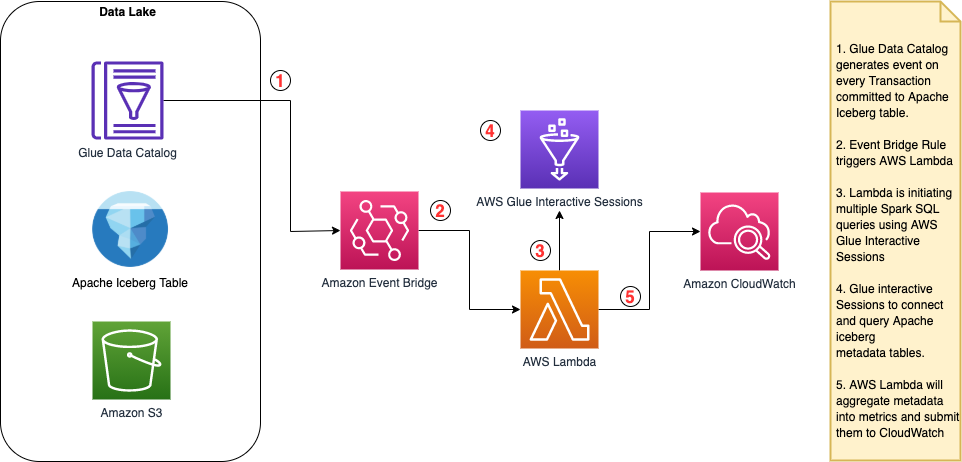 Data Lake
1
Glue Data Catalog
Apache Iceberg Table
Amazon S3
2
Amazon Event Bridge
4
AWS Glue Interactive Sessions
3
AWS Lambda
5
Amazon CloudWatch
1. Glue Data Catalog
generates event on
every Transaction
committed to Apache
Iceberg table.
2. Event Bridge Rule
triggers AWS Lambda
3. Lambda is initiating
multiple Spark SQL
queries using AWS
Glue Interactive
Sessions
4. Glue interactive
Sessions to connect
and query Apache
iceberg
metadata tables.
5. AWS Lambda will
aggregate metadata
into metrics and submit
them to CloudWatch